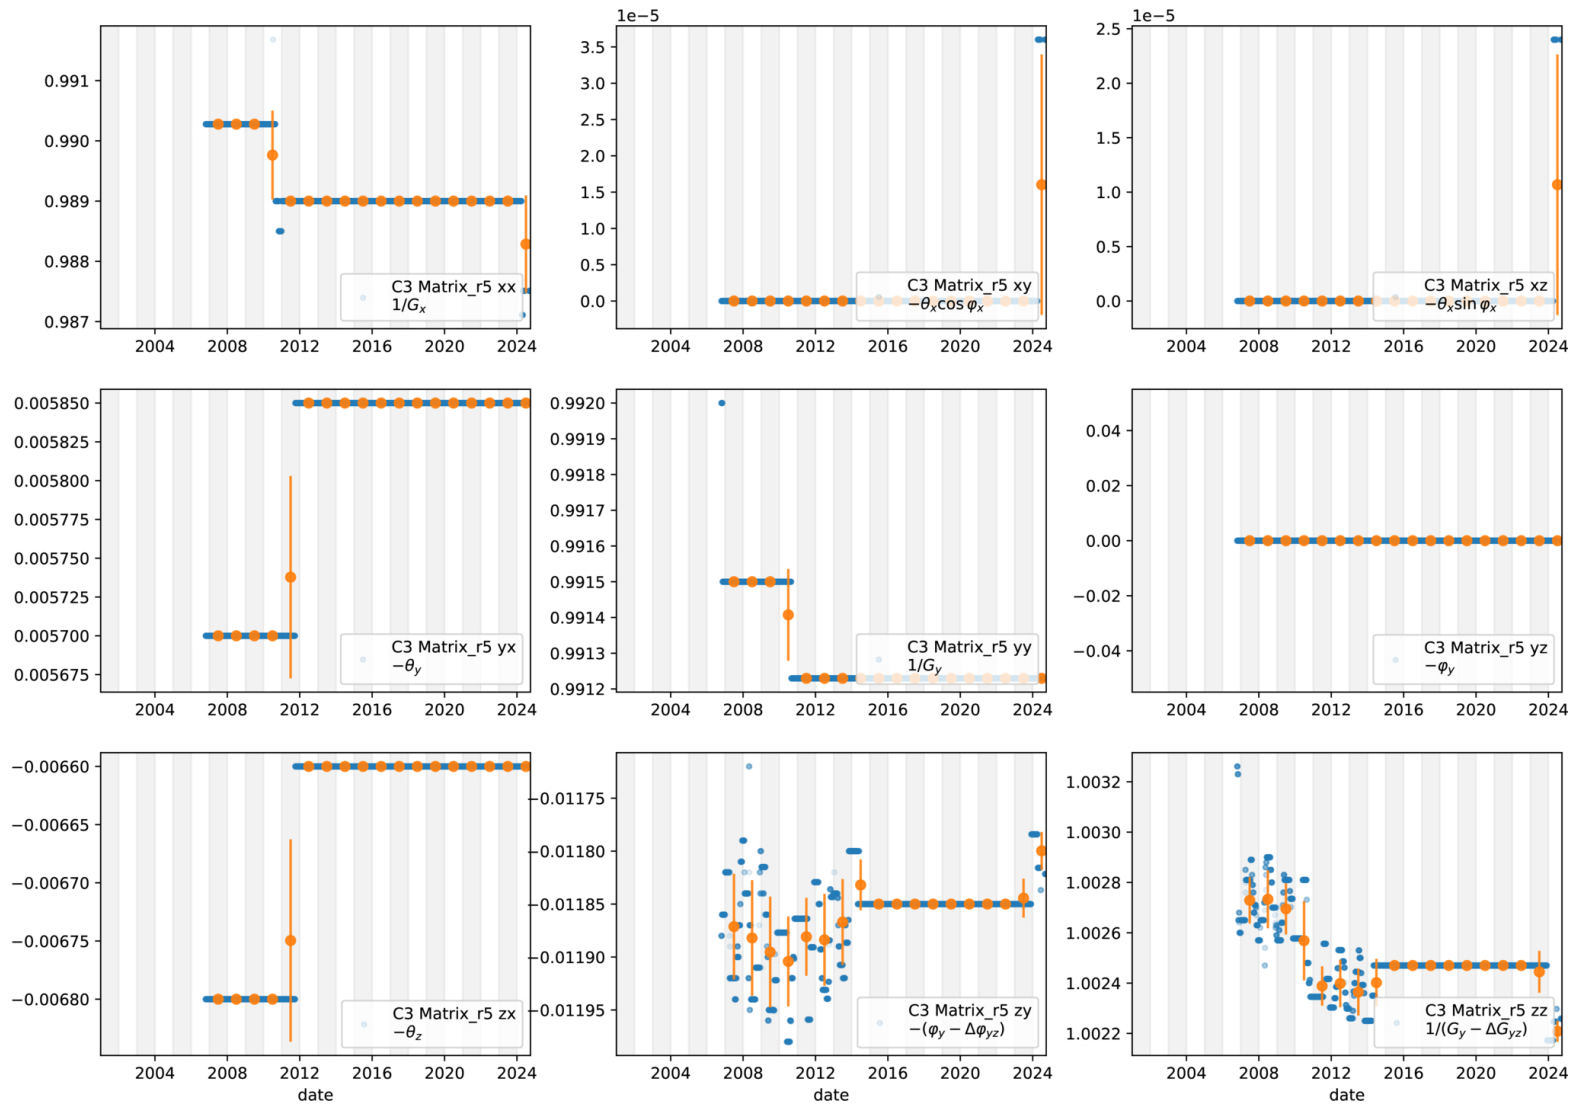 1e−5
1e−5
0.991
0.990
0.989
0.988
0.987
C3 Matrix_r5 xx
1/Gₓ
2004 2008 2012 2016 2020 2024
3.5
3.0
2.5
2.0
1.5
1.0
0.5
0.0
C3 Matrix_r5 xy
−θₓcos φₓ
2004 2008 2012 2016 2020 2024
2.5
2.0
1.5
1.0
0.5
0.0
C3 Matrix_r5 xz
−θₓsin φₓ
2004 2008 2012 2016 2020 2024
0.005850
0.005825
0.005800
0.005775
0.005750
0.005725
0.005700
0.005675
C3 Matrix_r5 yx
−θ_y
2004 2008 2012 2016 2020 2024
0.9920
0.9919
0.9918
0.9917
0.9916
0.9915
0.9914
0.9913
0.9912
C3 Matrix_r5 yy
1/G_y
2004 2008 2012 2016 2020 2024
0.04
0.02
0.00
−0.02
−0.04
C3 Matrix_r5 yz
−φ_y
2004 2008 2012 2016 2020 2024
−0.00660
−0.00665
−0.00670
−0.00675
−0.00680
C3 Matrix_r5 zx
−θ_z
2004 2008 2012 2016 2020 2024
date
−0.01175
−0.01180
−0.01185
−0.01190
−0.01195
C3 Matrix_r5 zy
−(φ_y − Δφ_yz)
2004 2008 2012 2016 2020 2024
date
1.0032
1.0030
1.0028
1.0026
1.0024
1.0022
C3 Matrix_r5 zz
1/(G_y − ΔG_yz)
2004 2008 2012 2016 2020 2024
date